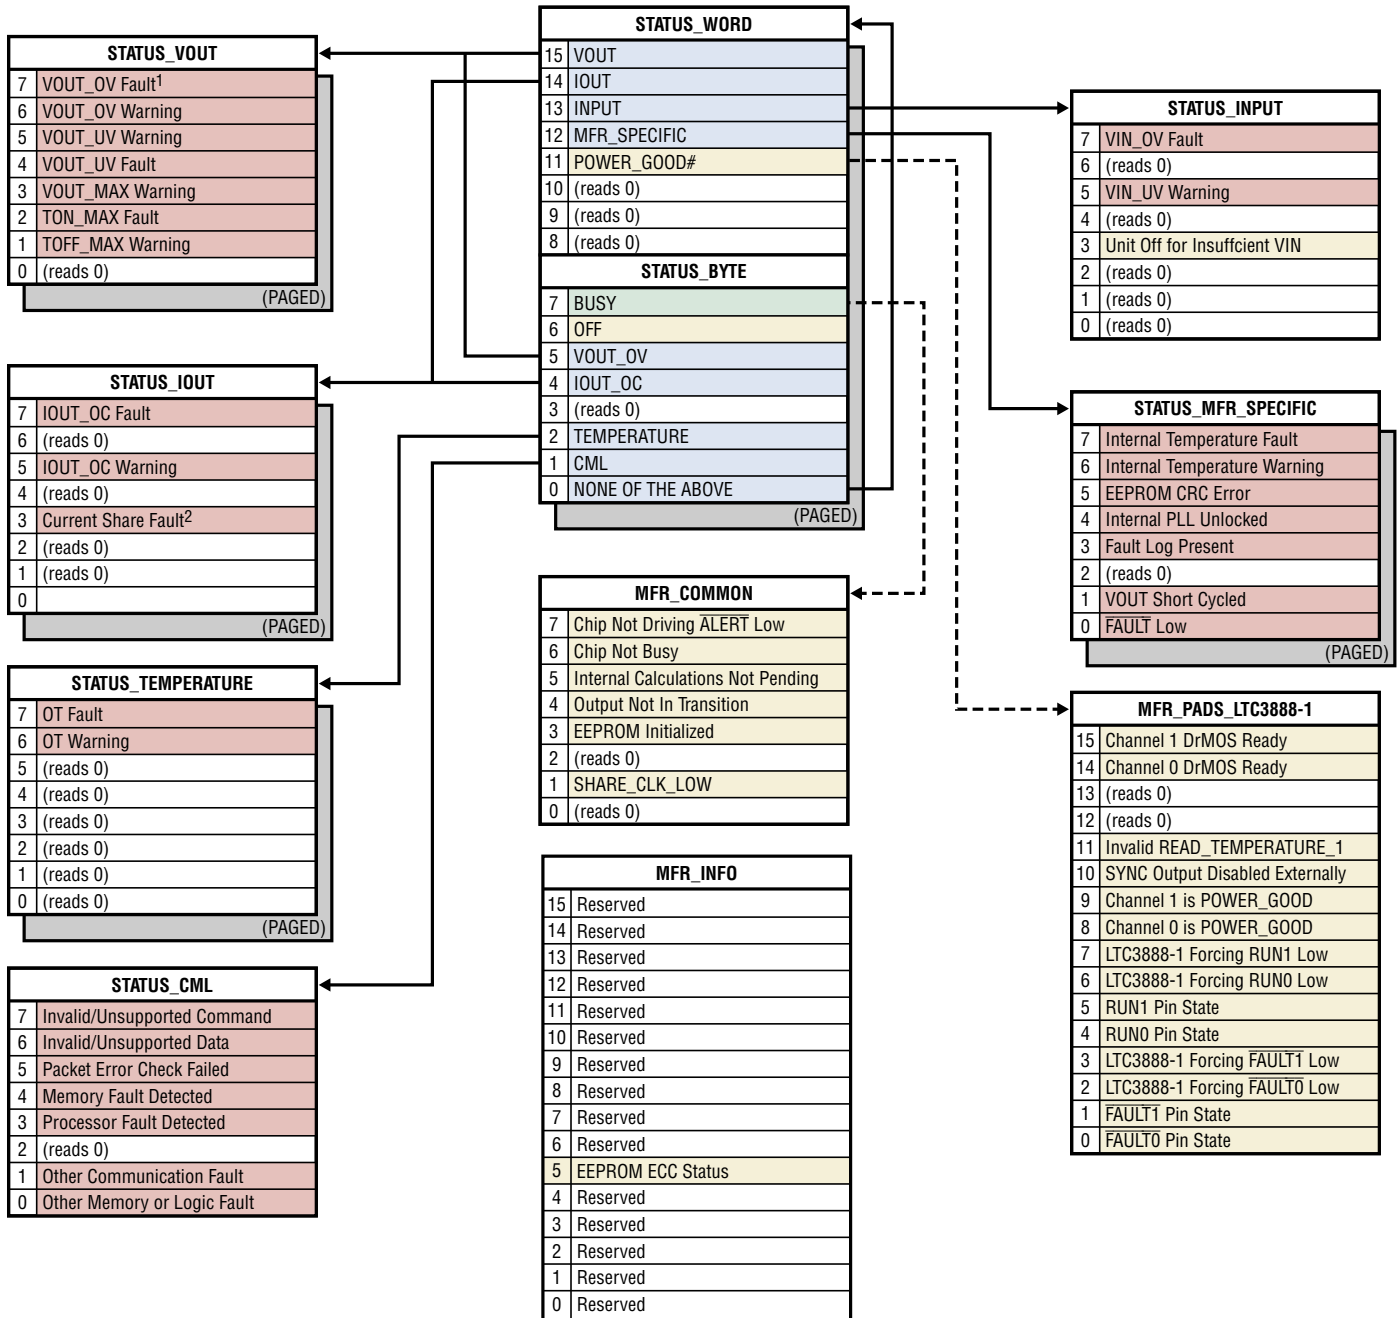 STATUS_WORD
15 VOUT
14 IOUT
13 INPUT
12 MFR_SPECIFIC
11 POWER_GOOD#
10 (reads 0)
9 (reads 0)
8 (reads 0)
STATUS_BYTE
7 BUSY
6 OFF
5 VOUT_OV
4 IOUT_OC
3 (reads 0)
2 TEMPERATURE
1 CML
0 NONE OF THE ABOVE
(PAGED)
STATUS_VOUT
7 VOUT_OV Fault1
6 VOUT_OV Warning
5 VOUT_UV Warning
4 VOUT_UV Fault
3 VOUT_MAX Warning
2 TON_MAX Fault
1 TOFF_MAX Warning
0 (reads 0)
(PAGED)
STATUS_IOUT
7 IOUT_OC Fault
6 (reads 0)
5 IOUT_OC Warning
4 (reads 0)
3 Current Share Fault2
2 (reads 0)
1 (reads 0)
0
(PAGED)
STATUS_TEMPERATURE
7 OT Fault
6 OT Warning
5 (reads 0)
4 (reads 0)
3 (reads 0)
2 (reads 0)
1 (reads 0)
0 (reads 0)
(PAGED)
STATUS_CML
7 Invalid/Unsupported Command
6 Invalid/Unsupported Data
5 Packet Error Check Failed
4 Memory Fault Detected
3 Processor Fault Detected
2 (reads 0)
1 Other Communication Fault
0 Other Memory or Logic Fault
MFR_COMMON
7 Chip Not Driving ALERT Low
6 Chip Not Busy
5 Internal Calculations Not Pending
4 Output Not In Transition
3 EEPROM Initialized
2 (reads 0)
1 SHARE_CLK_LOW
0 (reads 0)
MFR_INFO
15 Reserved
14 Reserved
13 Reserved
12 Reserved
11 Reserved
10 Reserved
9 Reserved
8 Reserved
7 Reserved
6 Reserved
5 EEPROM ECC Status
4 Reserved
3 Reserved
2 Reserved
1 Reserved
0 Reserved
STATUS_INPUT
7 VIN_OV Fault
6 (reads 0)
5 VIN_UV Warning
4 (reads 0)
3 Unit Off for Insuffcient VIN
2 (reads 0)
1 (reads 0)
0 (reads 0)
STATUS_MFR_SPECIFIC
7 Internal Temperature Fault
6 Internal Temperature Warning
5 EEPROM CRC Error
4 Internal PLL Unlocked
3 Fault Log Present
2 (reads 0)
1 VOUT Short Cycled
0 FAULT Low
(PAGED)
MFR_PADS_LTC3888-1
15 Channel 1 DrMOS Ready
14 Channel 0 DrMOS Ready
13 (reads 0)
12 (reads 0)
11 Invalid READ_TEMPERATURE_1
10 SYNC Output Disabled Externally
9 Channel 1 is POWER_GOOD
8 Channel 0 is POWER_GOOD
7 LTC3888-1 Forcing RUN1 Low
6 LTC3888-1 Forcing RUN0 Low
5 RUN1 Pin State
4 RUN0 Pin State
3 LTC3888-1 Forcing FAULT1 Low
2 LTC3888-1 Forcing FAULT0 Low
1 FAULT1 Pin State
0 FAULT0 Pin State